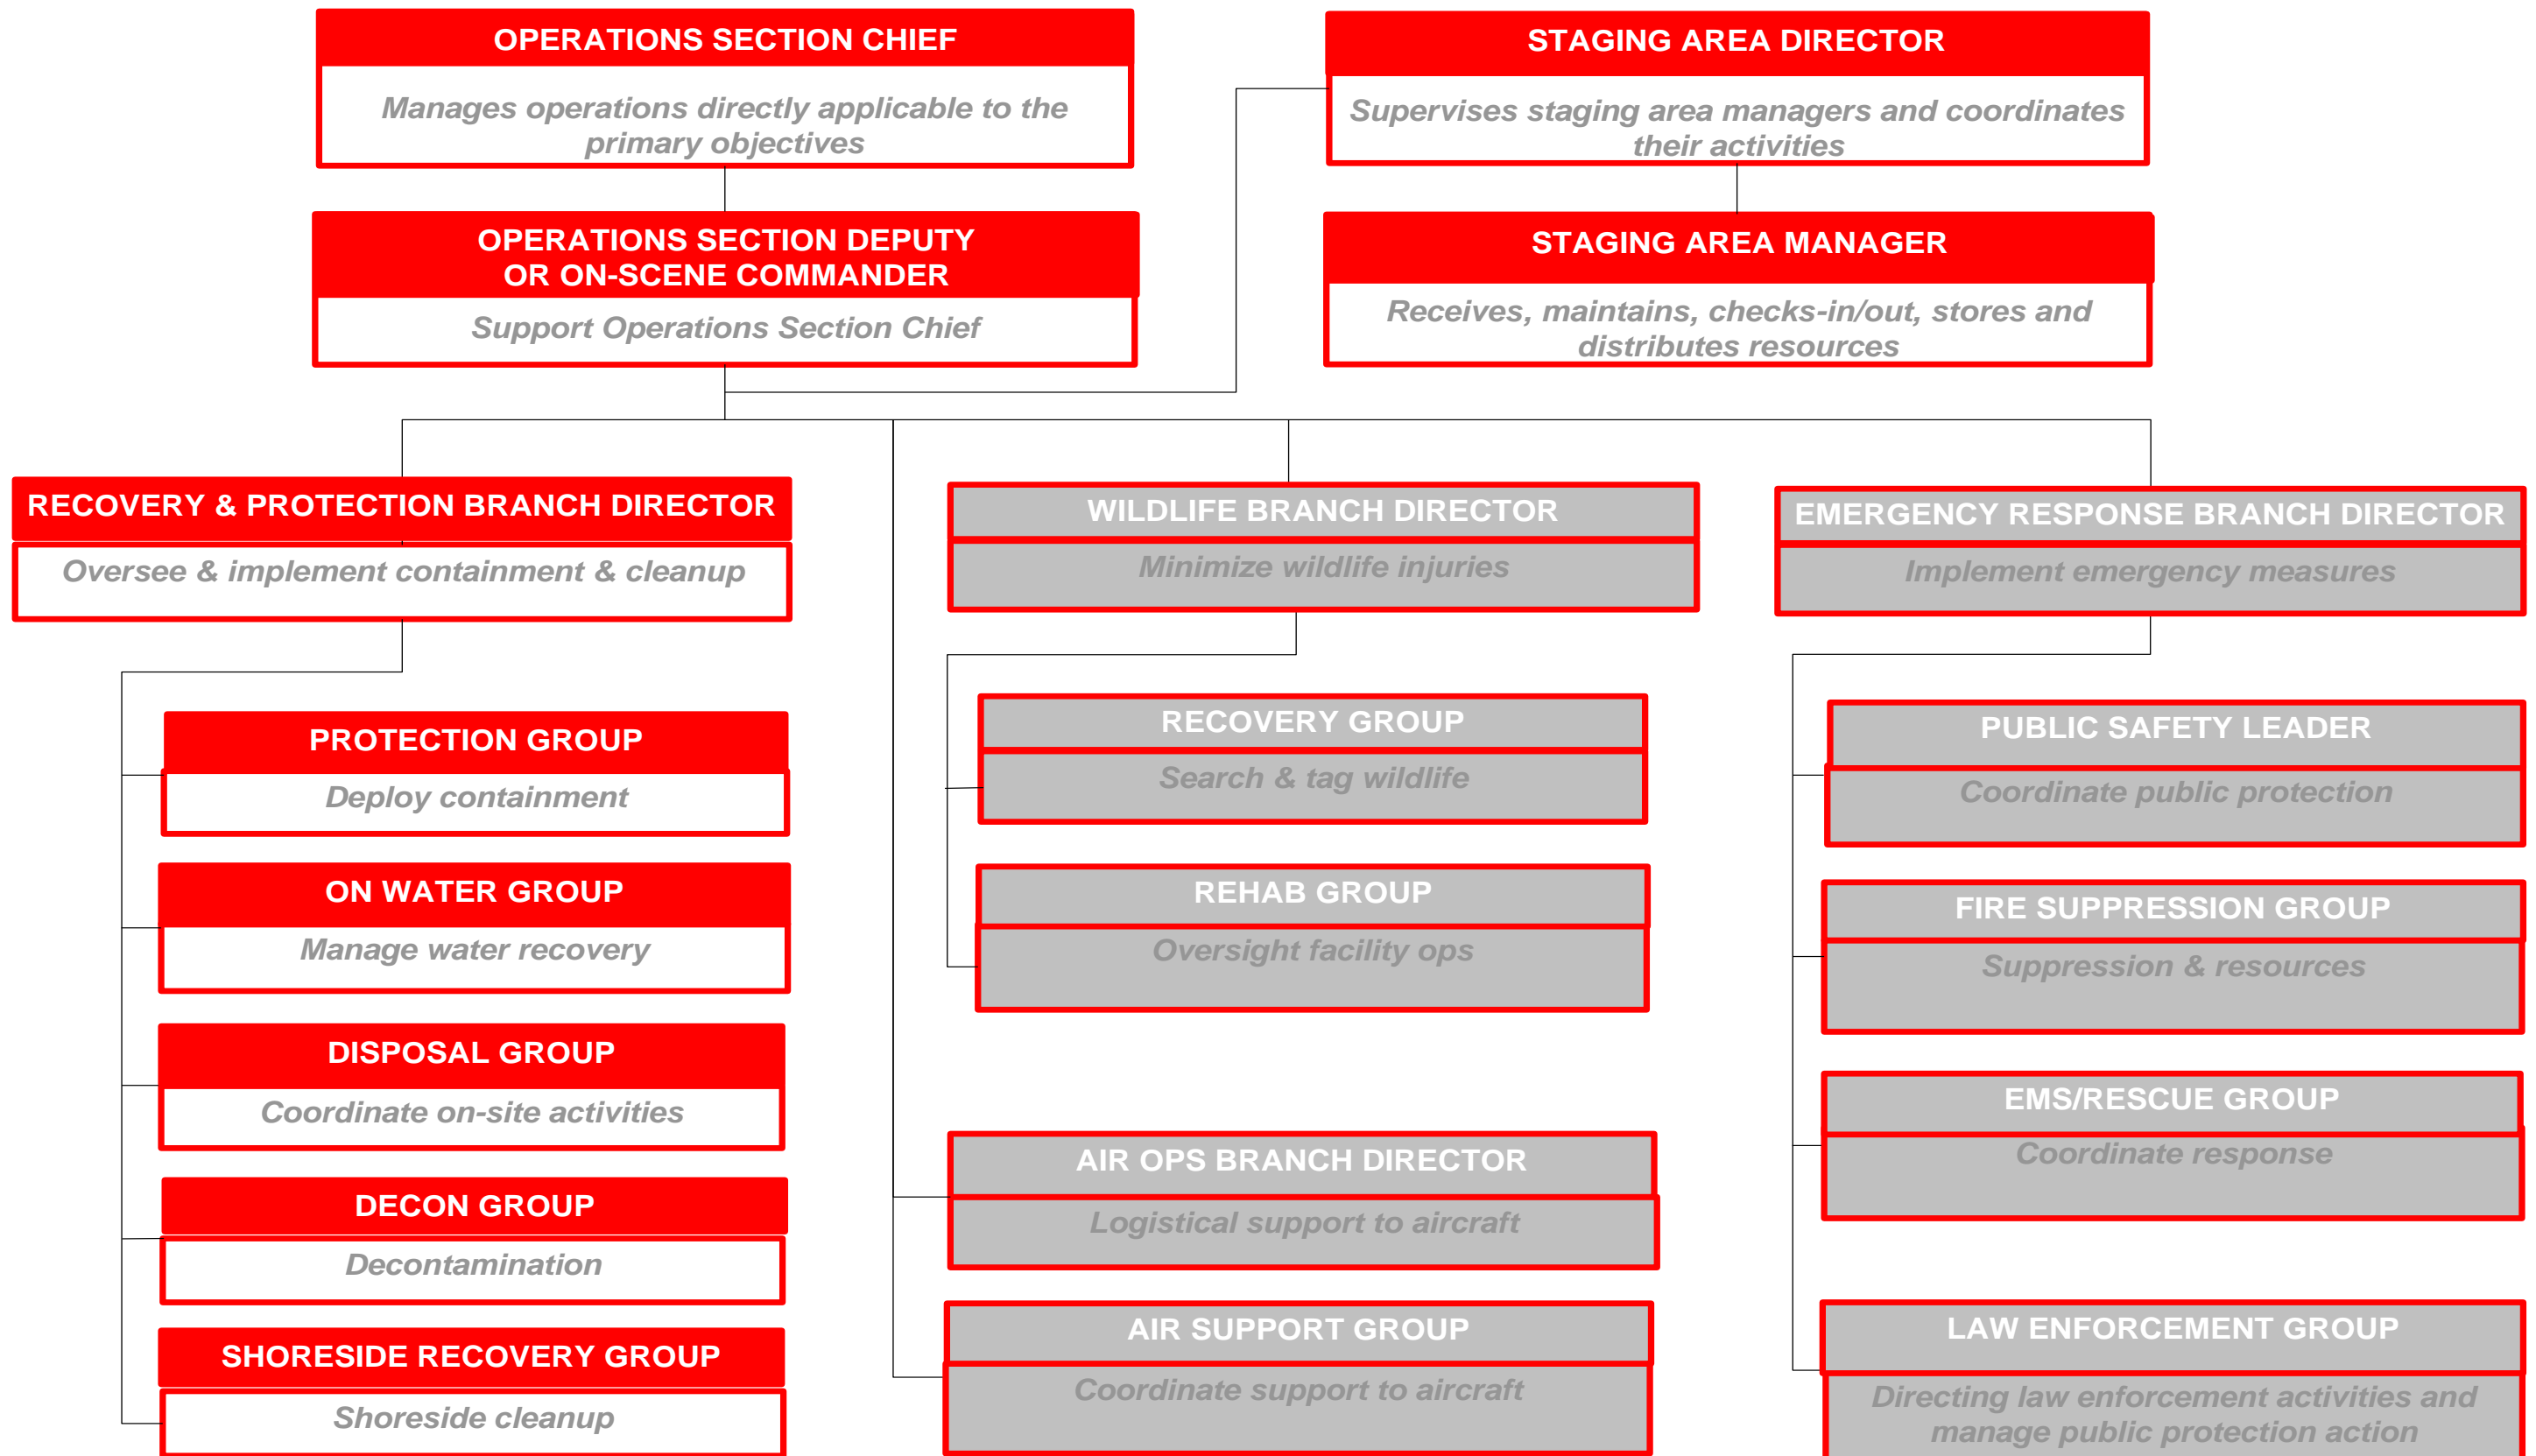 OPERATIONS SECTION CHIEF
Manages operations directly applicable to the
primary objectives
STAGING AREA DIRECTOR
Supervises staging area managers and coordinates
their activities
OPERATIONS SECTION DEPUTY
OR ON-SCENE COMMANDER
Support Operations Section Chief
STAGING AREA MANAGER
Receives, maintains, checks-in/out, stores and
distributes resources
RECOVERY & PROTECTION BRANCH DIRECTOR
Oversee & implement containment & cleanup
PROTECTION GROUP
Deploy containment
ON WATER GROUP
Manage water recovery
DISPOSAL GROUP
Coordinate on-site activities
DECON GROUP
Decontamination
SHORESIDE RECOVERY GROUP
Shoreside cleanup
WILDLIFE BRANCH DIRECTOR
Minimize wildlife injuries
RECOVERY GROUP
Search & tag wildlife
REHAB GROUP
Oversight facility ops
AIR OPS BRANCH DIRECTOR
Logistical support to aircraft
AIR SUPPORT GROUP
Coordinate support to aircraft
EMERGENCY RESPONSE BRANCH DIRECTOR
Implement emergency measures
PUBLIC SAFETY LEADER
Coordinate public protection
FIRE SUPPRESSION GROUP
Suppression & resources
EMS/RESCUE GROUP
Coordinate response
LAW ENFORCEMENT GROUP
Directing law enforcement activities and
manage public protection action